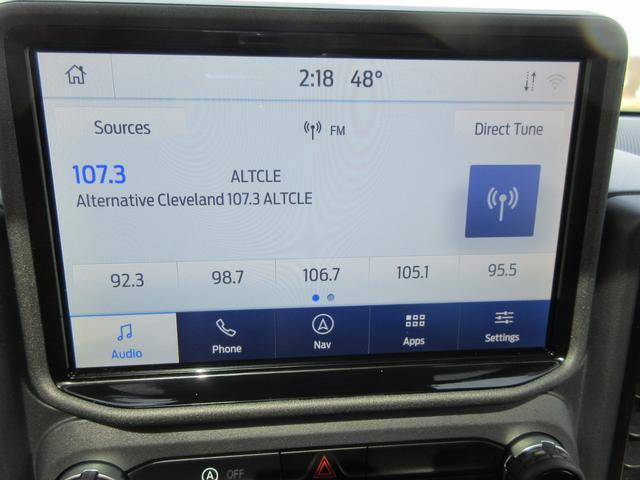 2:18 48°
Sources FM Direct Tune
107.3 ALTCLE
Alternative Cleveland 107.3 ALTCLE
92.3 98.7 106.7 105.1 95.5
Audio Phone Nav Apps Settings
A OFF